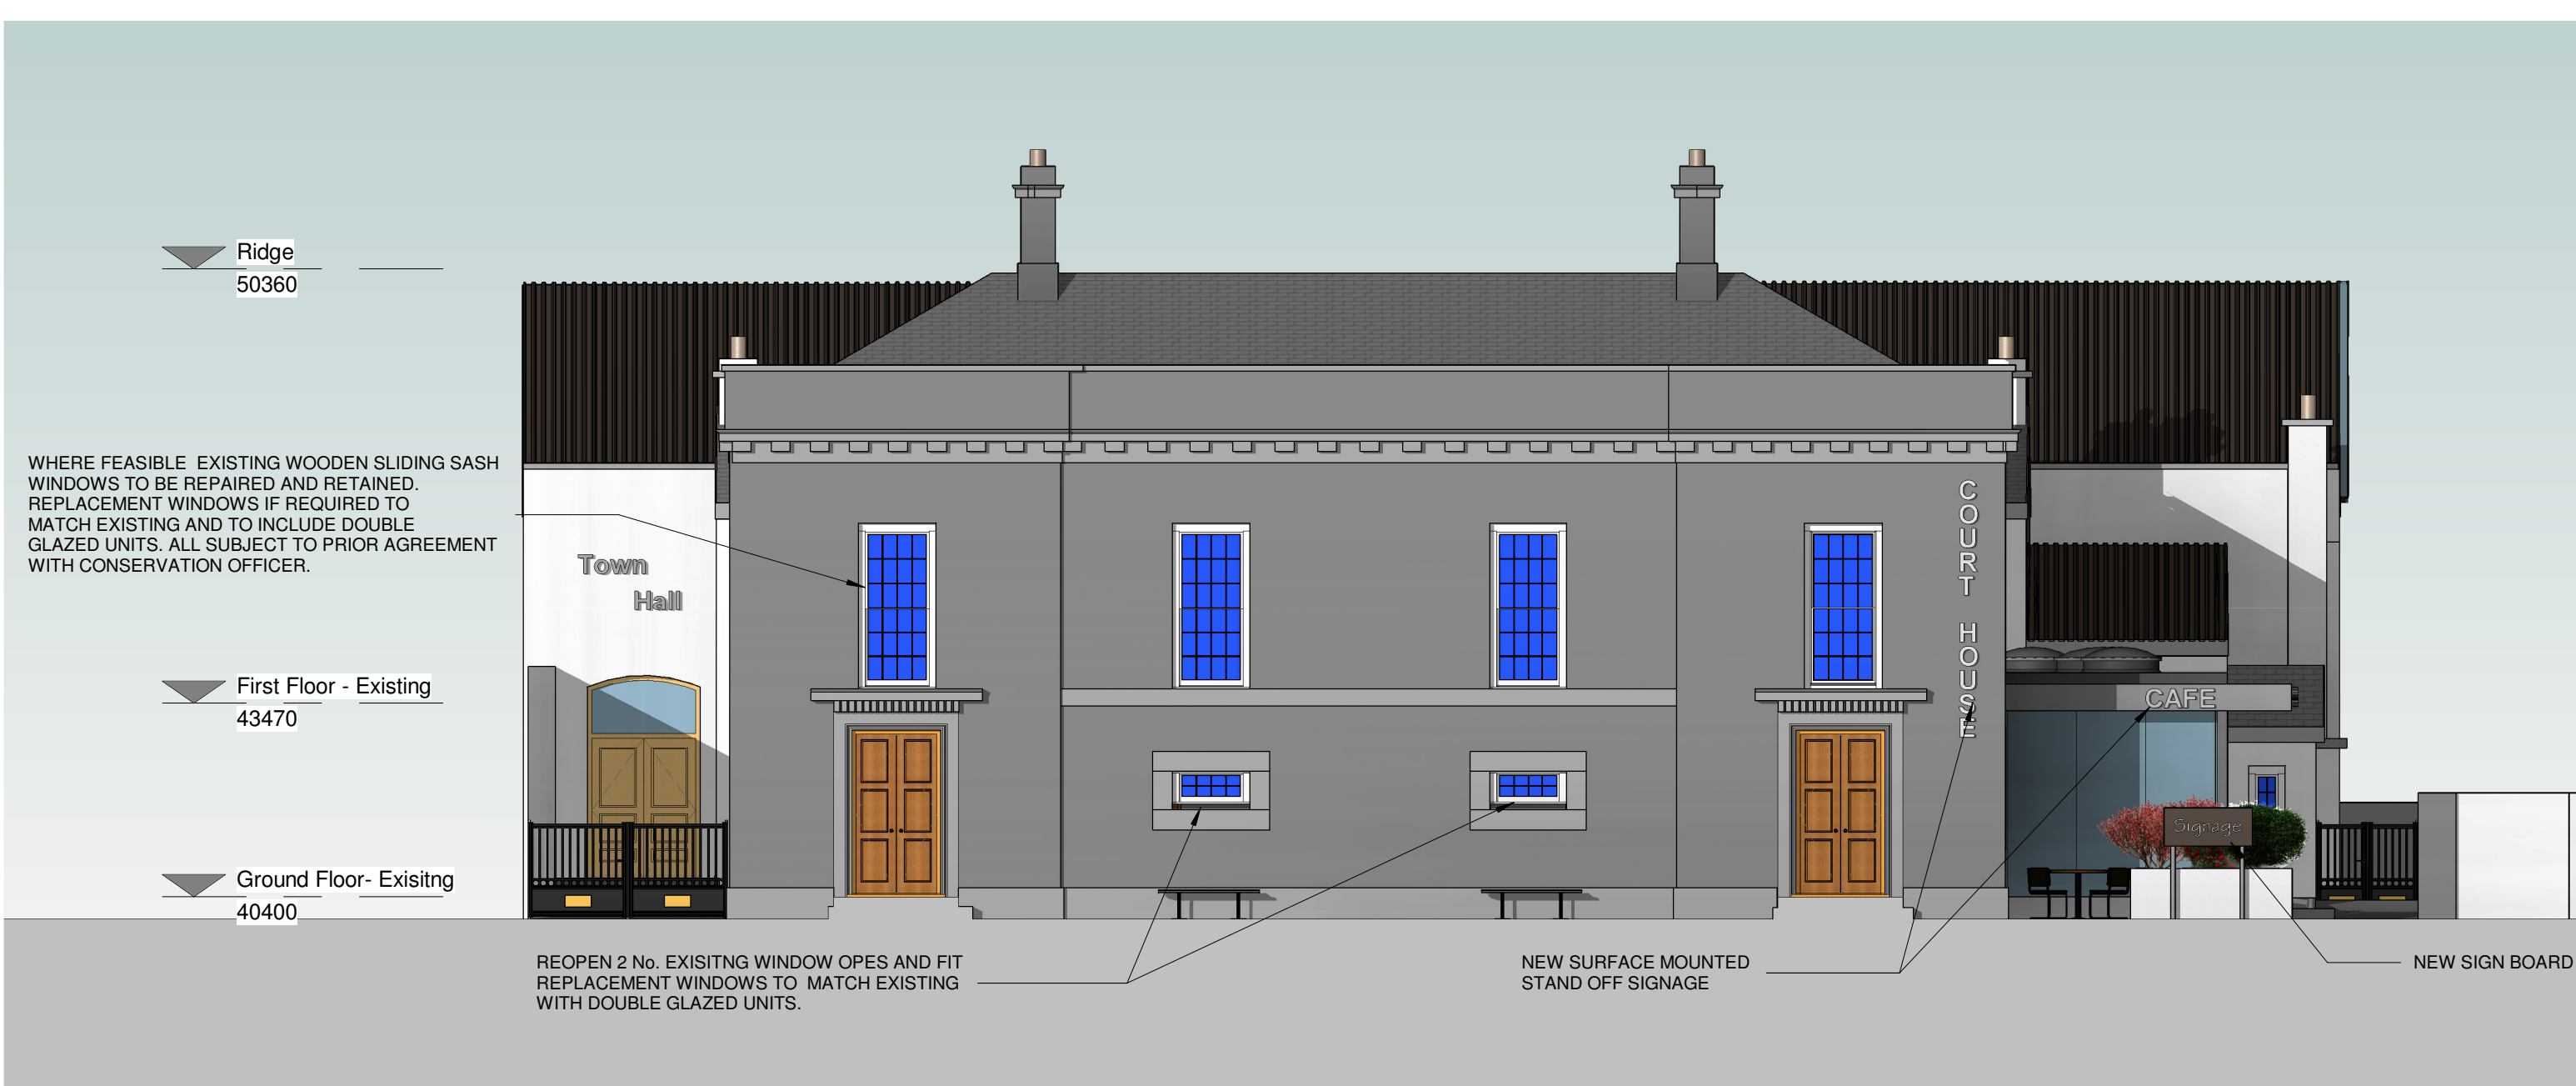 Ridge
50360
WHERE FEASIBLE EXISTING WOODEN SLIDING SASH
WINDOWS TO BE REPAIRED AND RETAINED.
REPLACEMENT WINDOWS IF REQUIRED TO
MATCH EXISTING AND TO INCLUDE DOUBLE
GLAZED UNITS. ALL SUBJECT TO PRIOR AGREEMENT
WITH CONSERVATION OFFICER.
Town
Hall
COURT HOUSE
First Floor - Existing
43470
CAFE
Signage
Ground Floor- Exisitng
40400
REOPEN 2 No. EXISITNG WINDOW OPES AND FIT
REPLACEMENT WINDOWS TO MATCH EXISTING
WITH DOUBLE GLAZED UNITS.
NEW SURFACE MOUNTED
STAND OFF SIGNAGE
NEW SIGN BOARD